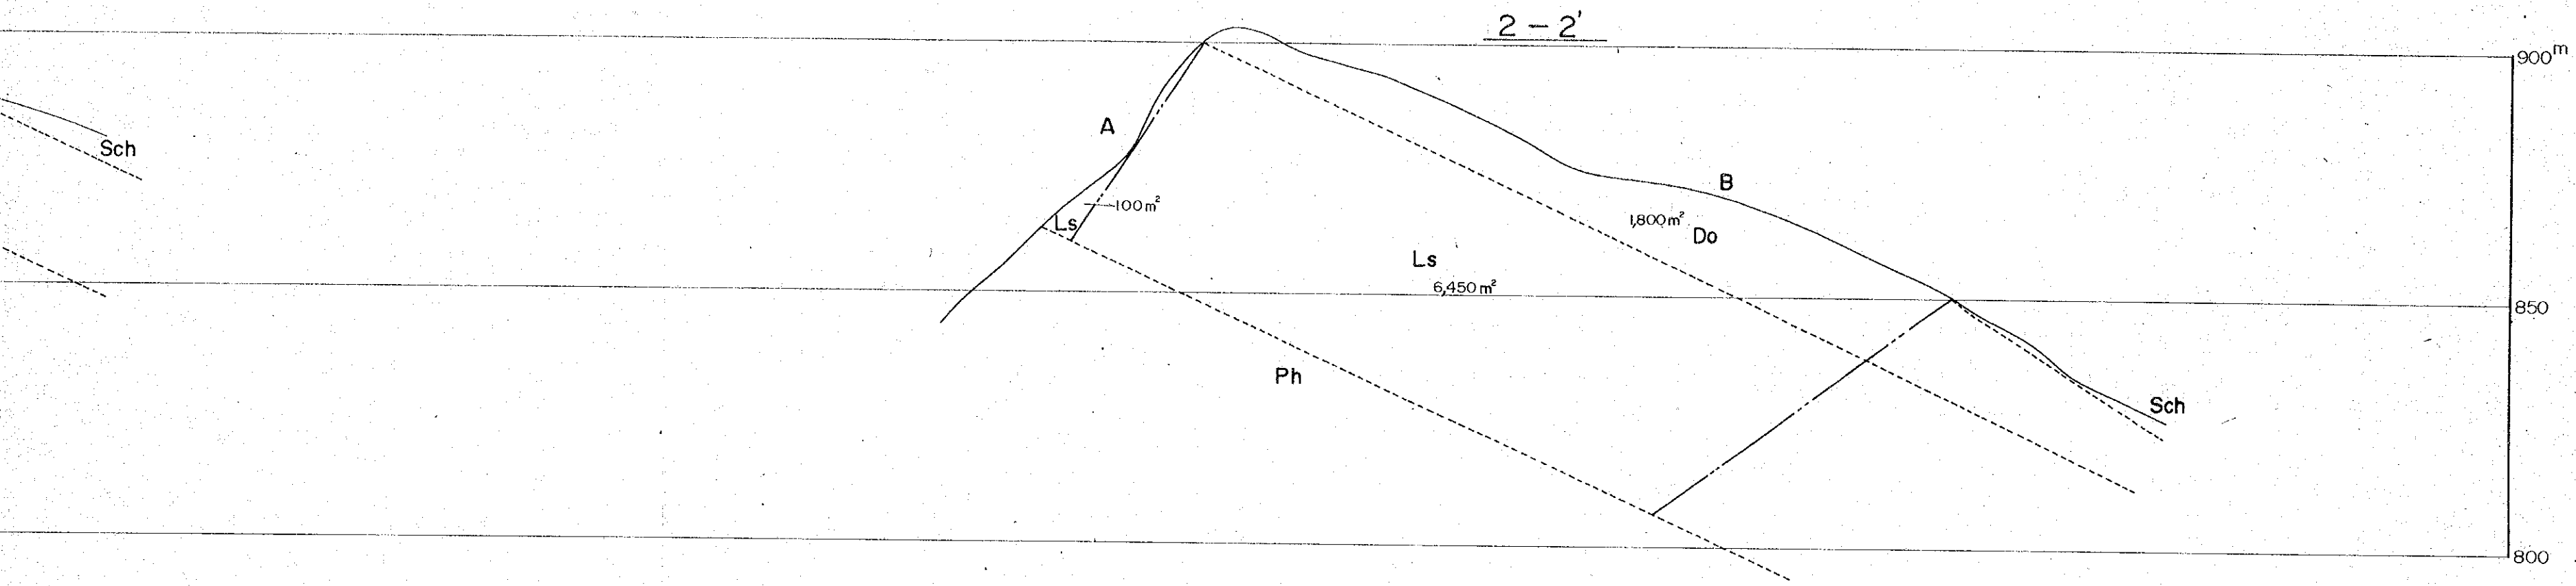 2 - 2'
900m
Sch
A
100m²
Ls
B
1,800m²
Do
Ls
6,450m²
850
Ph
Sch
800